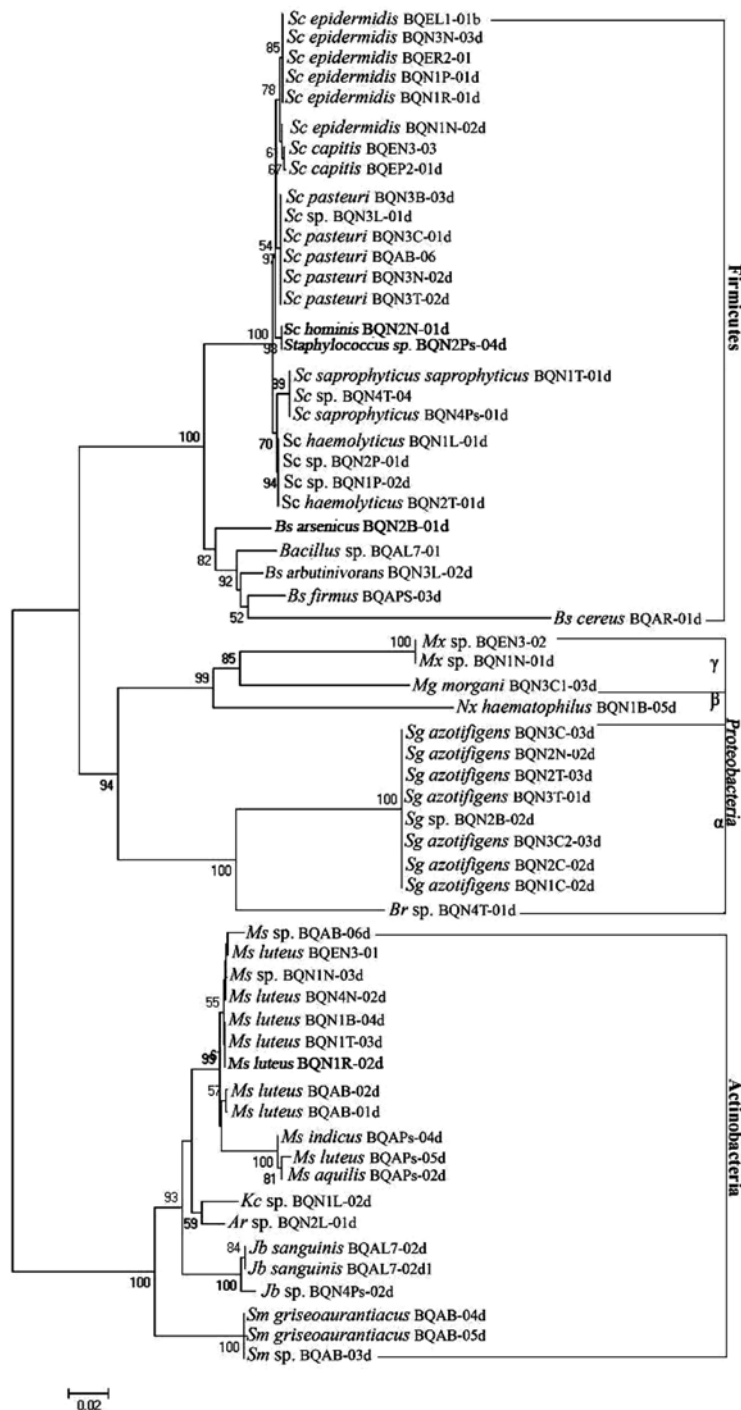 Sc epidermidis BQEL1-01b
Sc epidermidis BQN3N-03d
85
Sc epidermidis BQER2-01
Sc epidermidis BQN1P-01d
78
Sc epidermidis BQN1R-01d
Sc epidermidis BQN1N-02d
Sc capitis BQEN3-03
Sc capitis BQEP2-01d
Sc pasteuri BQN3B-03d
Sc sp. BQN3L-01d
Sc pasteuri BQN3C-01d
54
Sc pasteuri BQAB-06
Sc pasteuri BQN3N-02d
Sc pasteuri BQN3T-02d
Firmicutes
Sc hominis BQN2N-01d
100
Staphylococcus sp. BQN2Ps-04d
98
Sc saprophyticus saprophyticus BQN1T-01d
99
Sc sp. BQN4T-04
Sc saprophyticus BQN4Ps-01d
Sc haemolyticus BQN1L-01d
100
70
Sc sp. BQN2P-01d
Sc sp. BQN1P-02d
94
Sc haemolyticus BQN2T-01d
Bs arsenicus BQN2B-01d
Bacillus sp. BQAL7-01
82
Bs arbutinivorans BQN3L-02d
92
Bs firmus BQAPS-03d
52
Bs cereus BQAR-01d
100
Mx sp. BQEN3-02
Mx sp. BQN1N-01d
γ
85
Mg morgani BQN3C1-03d
99
β
Nx haematophilus BQN1B-05d
Sg azotifigens BQN3C-03d
Sg azotifigens BQN2N-02d
Proteobacteria
Sg azotifigens BQN2T-03d
94
Sg azotifigens BQN3T-01d
100
Sg sp. BQN2B-02d
α
Sg azotifigens BQN3C2-03d
Sg azotifigens BQN2C-02d
100
Sg azotifigens BQN1C-02d
Br sp. BQN4T-01d
Ms sp. BQAB-06d
Ms luteus BQEN3-01
Ms sp. BQN1N-03d
55
Ms luteus BQN4N-02d
Ms luteus BQN1B-04d
Ms luteus BQN1T-03d
Ms luteus BQN1R-02d
57
Ms luteus BQAB-02d
Ms luteus BQAB-01d
Actinobacteria
Ms indicus BQAPs-04d
100
Ms luteus BQAPs-05d
81
Ms aquilis BQAPs-02d
93
Kc sp. BQN1L-02d
59
Ar sp. BQN2L-01d
84
Jb sanguinis BQAL7-02d
Jb sanguinis BQAL7-02d1
100
100
Jb sp. BQN4Ps-02d
Sm griseoaurantiacus BQAB-04d
Sm griseoaurantiacus BQAB-05d
100
Sm sp. BQAB-03d
0.02